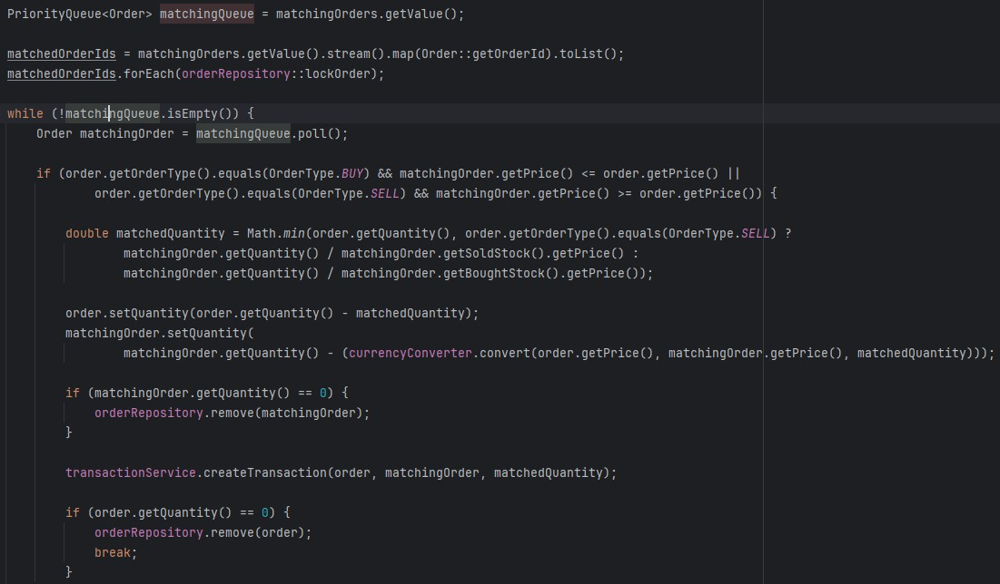 PriorityQueue<Order> matchingQueue = matchingOrders.getValue();
matchedOrderIds = matchingOrders.getValue().stream().map(Order::getOrderId).toList();
matchedOrderIds.forEach(orderRepository::lockOrder);
while (!matchingQueue.isEmpty()) {
Order matchingOrder = matchingQueue.poll();
if (order.getOrderType().equals(OrderType.BUY) && matchingOrder.getPrice() <= order.getPrice() ||
order.getOrderType().equals(OrderType.SELL) && matchingOrder.getPrice() >= order.getPrice()) {
double matchedQuantity = Math.min(order.getQuantity(), order.getOrderType().equals(OrderType.SELL) ?
matchingOrder.getQuantity() / matchingOrder.getSoldStock().getPrice() :
matchingOrder.getQuantity() / matchingOrder.getBoughtStock().getPrice());
order.setQuantity(order.getQuantity() - matchedQuantity);
matchingOrder.setQuantity(
matchingOrder.getQuantity() - (currencyConverter.convert(order.getPrice(), matchingOrder.getPrice(), matchedQuantity)));
if (matchingOrder.getQuantity() == 0) {
orderRepository.remove(matchingOrder);
}
transactionService.createTransaction(order, matchingOrder, matchedQuantity);
if (order.getQuantity() == 0) {
orderRepository.remove(order);
break;
}